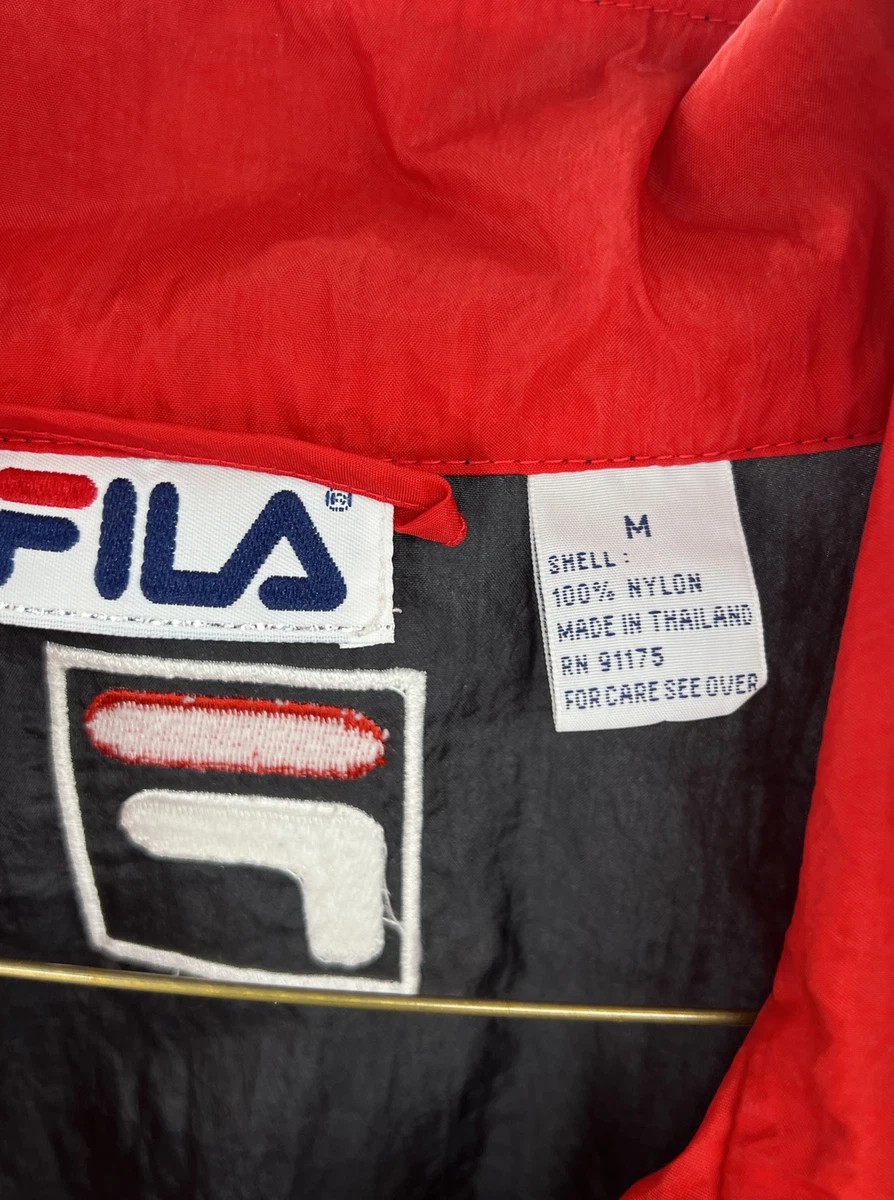 FILA
M
SHELL :
100% NYLON
MADE IN THAILAND
RN 91175
FOR CARE SEE OVER